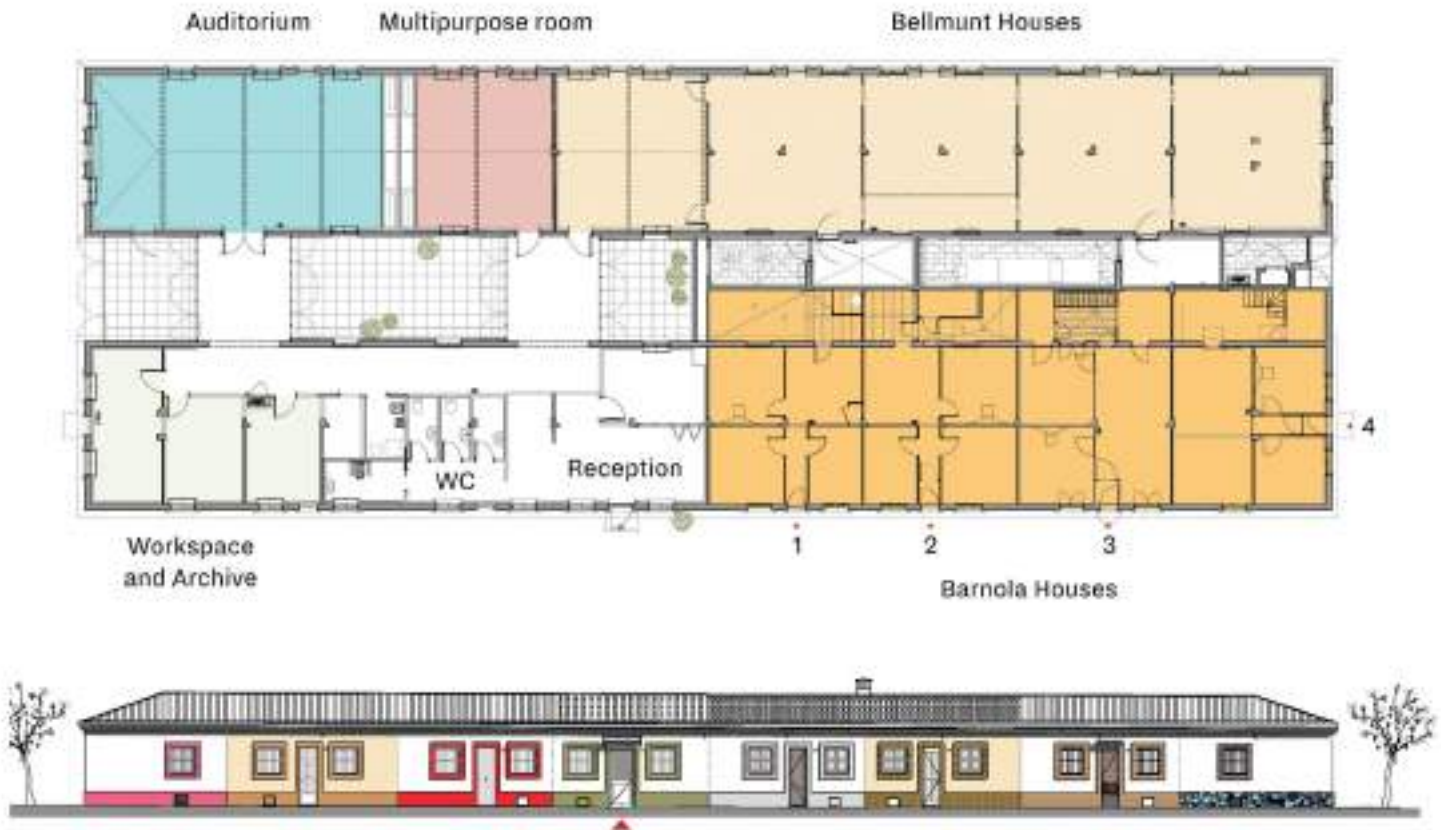 Auditorium
Multipurpose room
Bellmunt Houses
4
WC
Reception
1
2
3
Workspace
and Archive
Barnola Houses